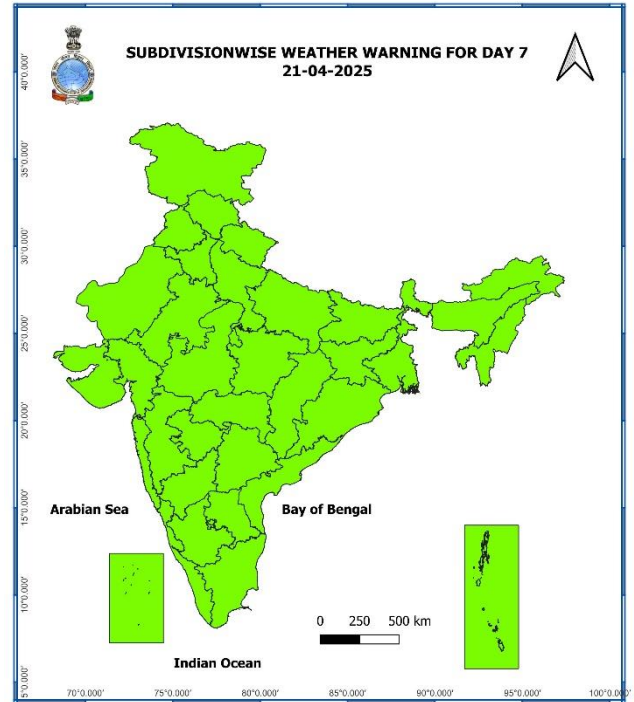 SUBDIVISIONWISE WEATHER WARNING FOR DAY 7
21-04-2025
40°0.000'
35°0.000'
30°0.000'
25°0.000'
20°0.000'
15°0.000'
10°0.000'
5°0.000'
Arabian Sea
Bay of Bengal
0 250 500 km
Indian Ocean
70°0.000' 75°0.000' 80°0.000' 85°0.000' 90°0.000' 95°0.000' 100°0.000'